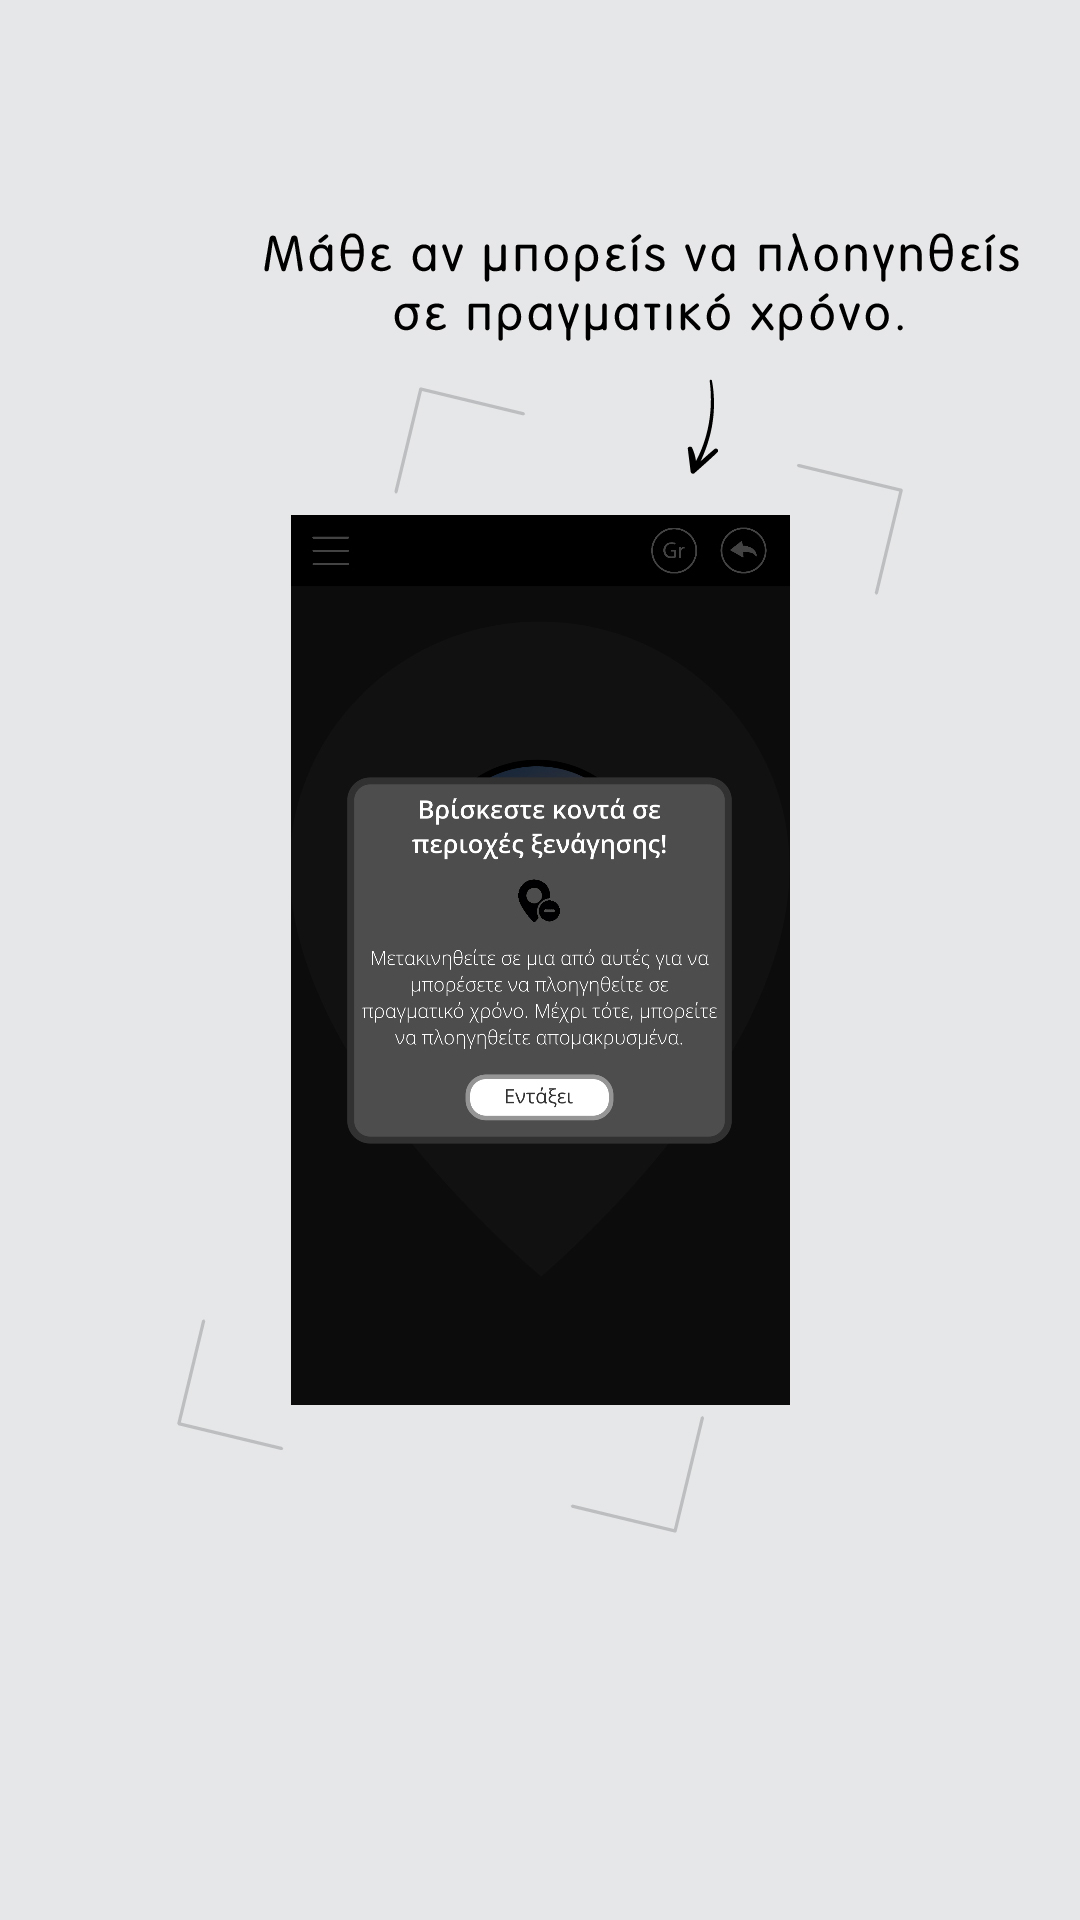 Μάθε αν μπορείς να πλοηγηθείς
σε πραγματικό χρόνο.
Gr
Βρίσκεστε κοντά σε
περιοχές ξενάγησης!
Μετακινηθείτε σε μια από αυτές για να
μπορέσετε να πλοηγηθείτε σε
πραγματικό χρόνο. Μέχρι τότε, μπορείτε
να πλοηγηθείτε απομακρυσμένα.
Εντάξει